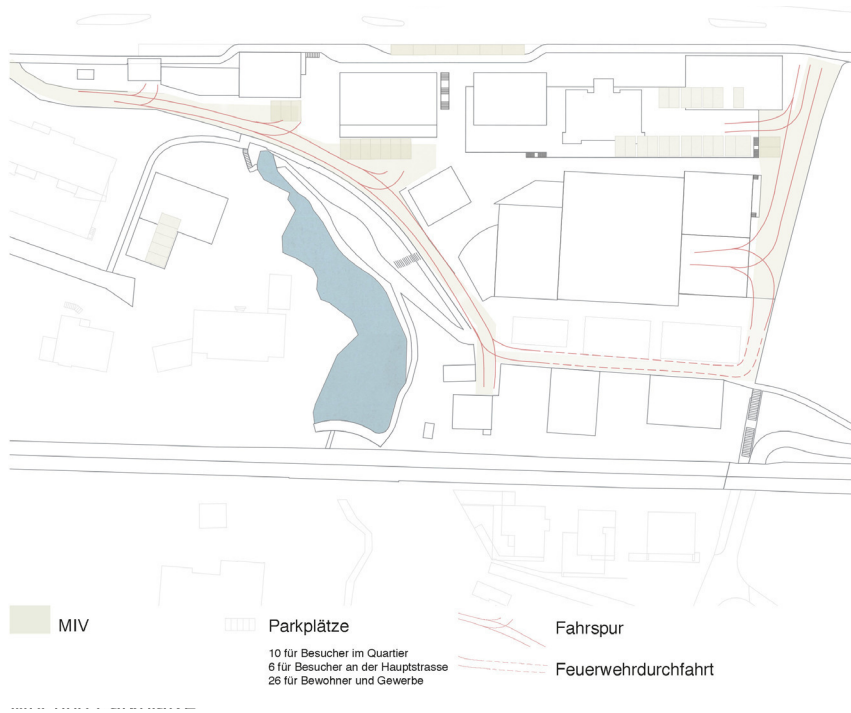 MIV
Parkplätze
10 für Besucher im Quartier
6 für Besucher an der Hauptstrasse
26 für Bewohner und Gewerbe
Fahrspur
Feuerwehrdurchfahrt